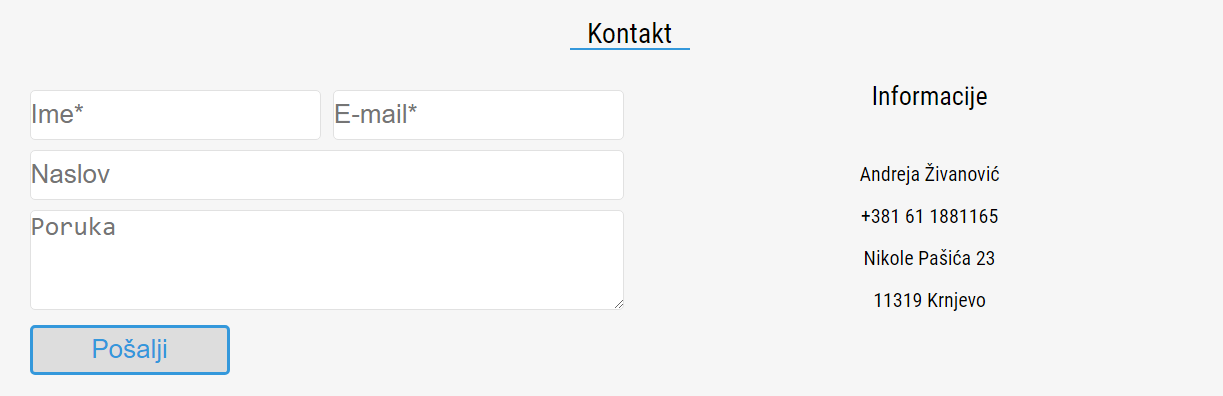 Kontakt
Ime*
E-mail*
Naslov
Poruka
Pošalji
Informacije
Andreja Živanović
+381 61 1881165
Nikole Pašića 23
11319 Krnjevo